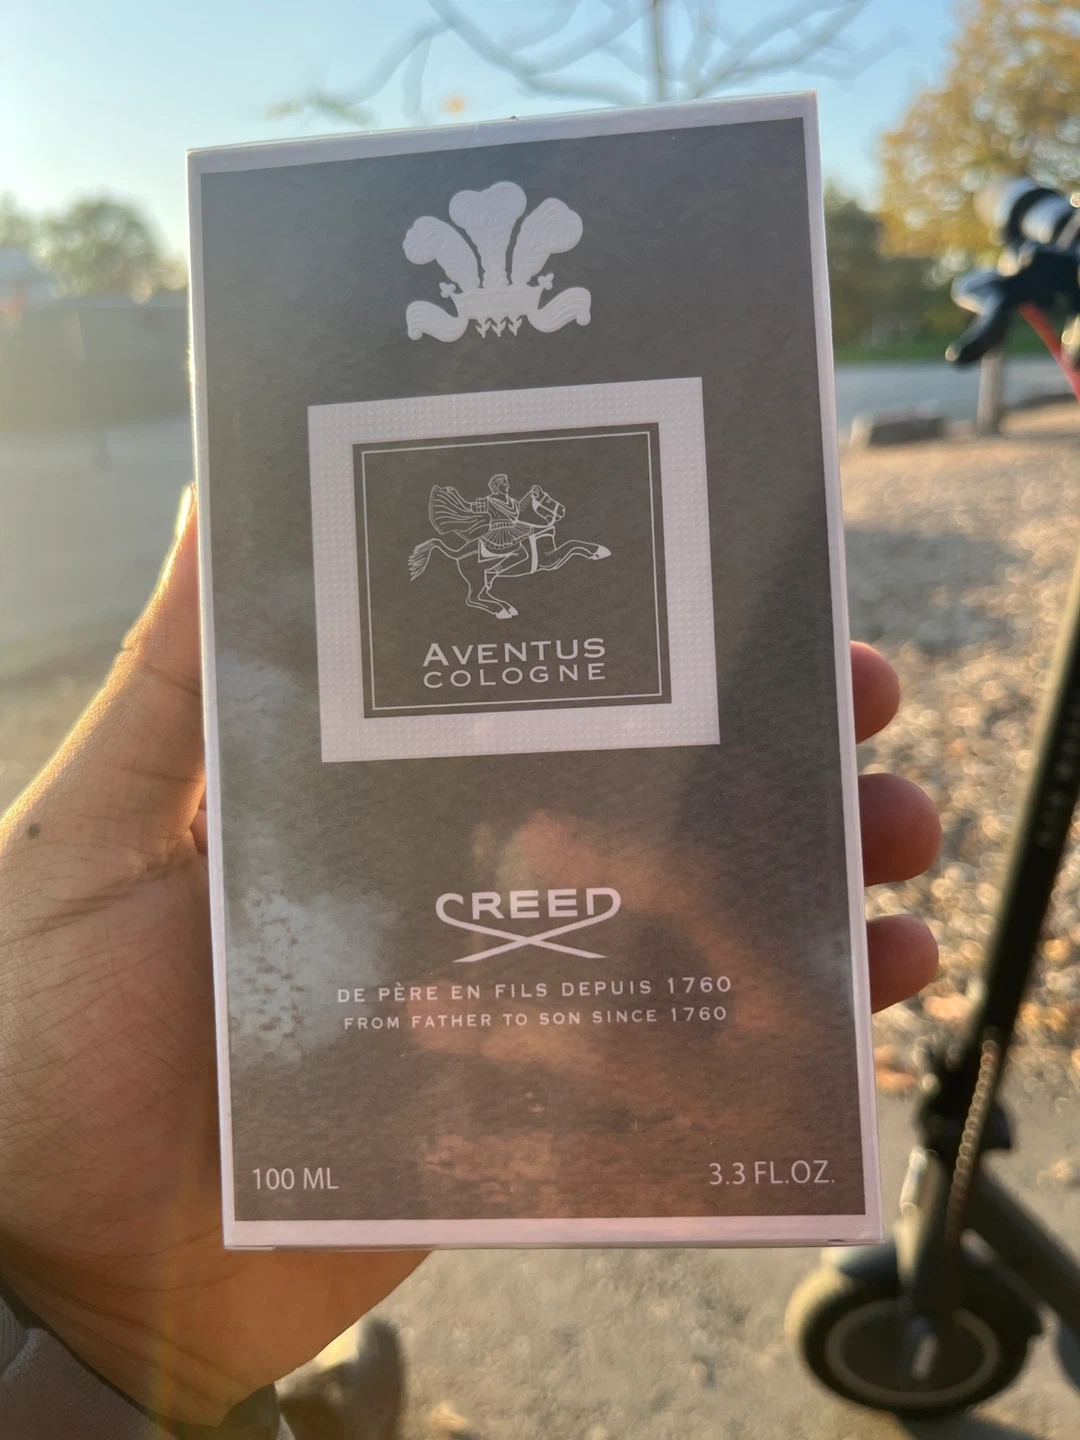 AVENTUS
COLOGNE
CREED
DE PÈRE EN FILS DEPUIS 1760
FROM FATHER TO SON SINCE 1760
100 ML
3.3 FL.OZ.